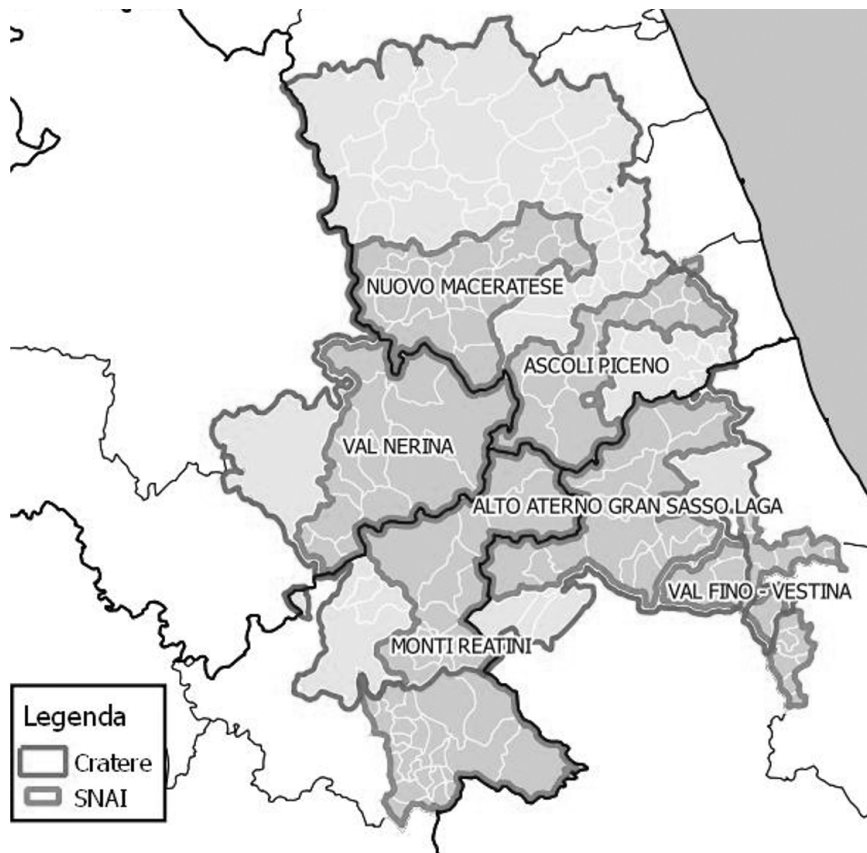 NUOVO MACERATESE
ASCOLI PICENO
VAL NERINA
ALTO ATERNO GRAN SASSO LAGA
VAL FINO - VESTINA
MONTI REATINI
Legenda
Cratere
SNAI